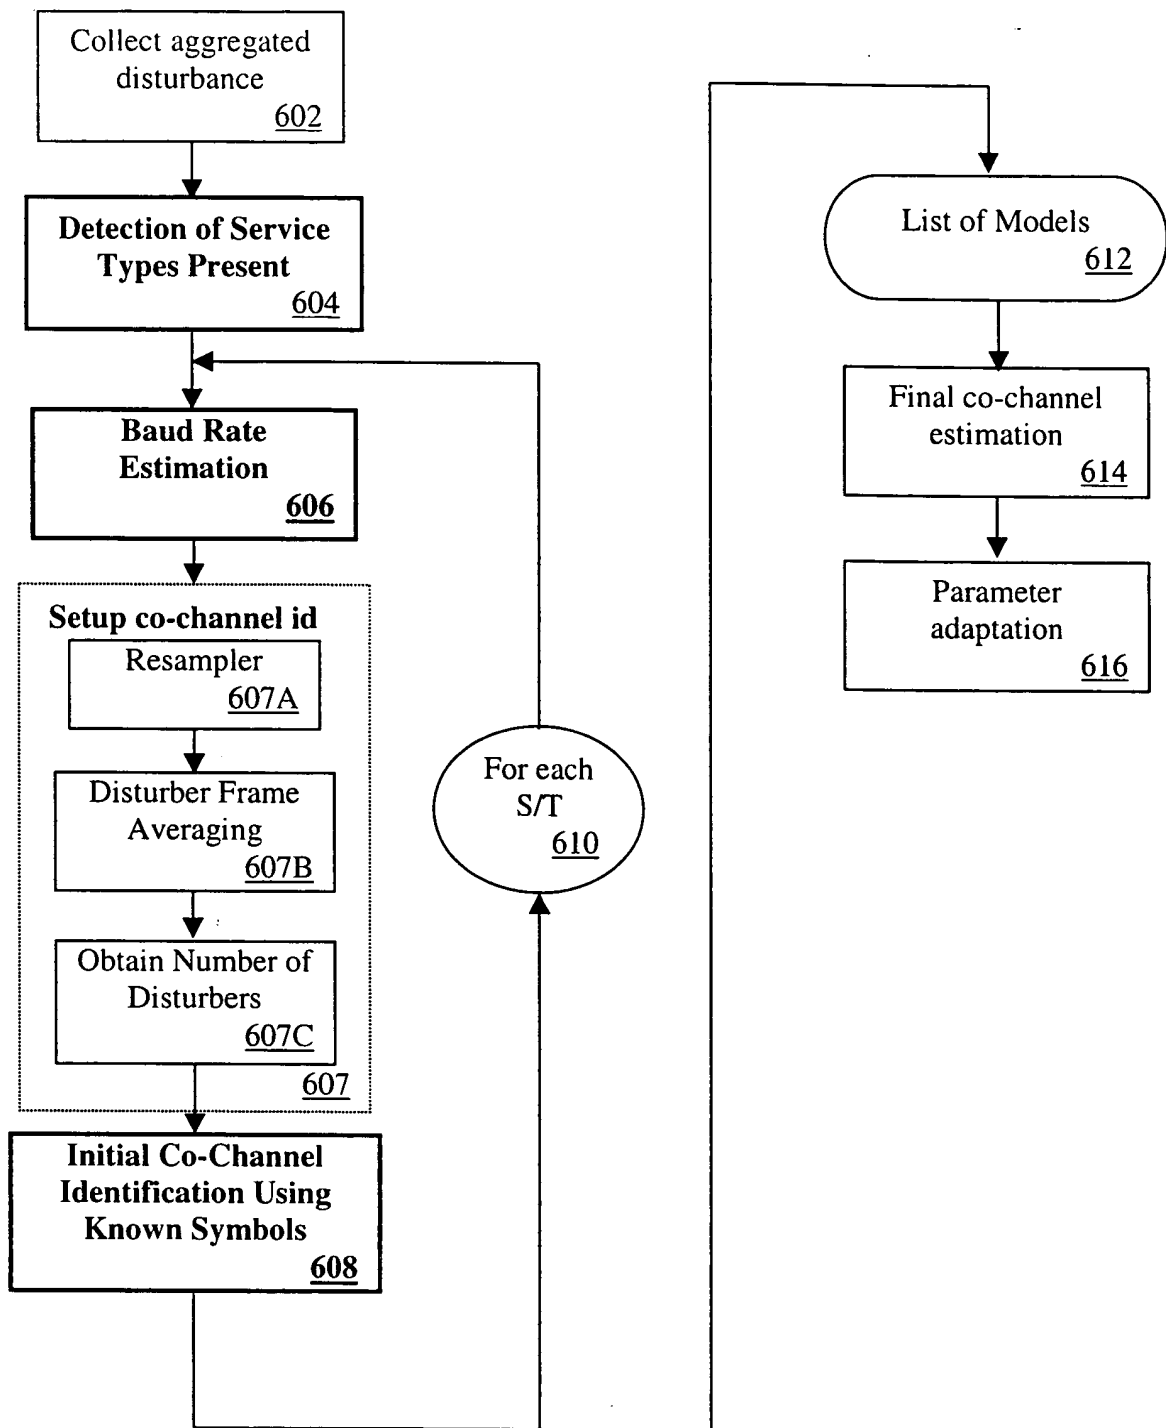 Collect aggregated
disturbance
602
Detection of Service
Types Present
604
Baud Rate
Estimation
606
Setup co-channel id
Resampler
607A
Disturber Frame
Averaging
607B
Obtain Number of
Disturbers
607C
607
Initial Co-Channel
Identification Using
Known Symbols
608
For each
S/T
610
List of Models
612
Final co-channel
estimation
614
Parameter
adaptation
616